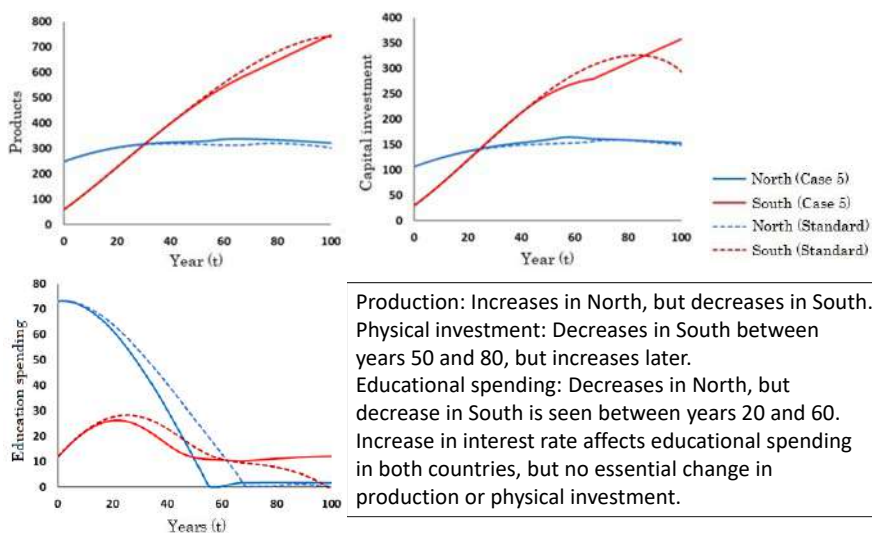 800
700
600
500
400
300
200
100
0
Products
0 20 40 60 80 100
Year (t)
400
350
300
250
200
150
100
50
0
Capital investment
0 20 40 60 80 100
Year (t)
North (Case 5)
South (Case 5)
North (Standard)
South (Standard)
80
70
60
50
40
30
20
10
0
Education spending
0 20 40 60 80 100
Years (t)
Production: Increases in North, but decreases in South.
Physical investment: Decreases in South between
years 50 and 80, but increases later.
Educational spending: Decreases in North, but
decrease in South is seen between years 20 and 60.
Increase in interest rate affects educational spending
in both countries, but no essential change in
production or physical investment.